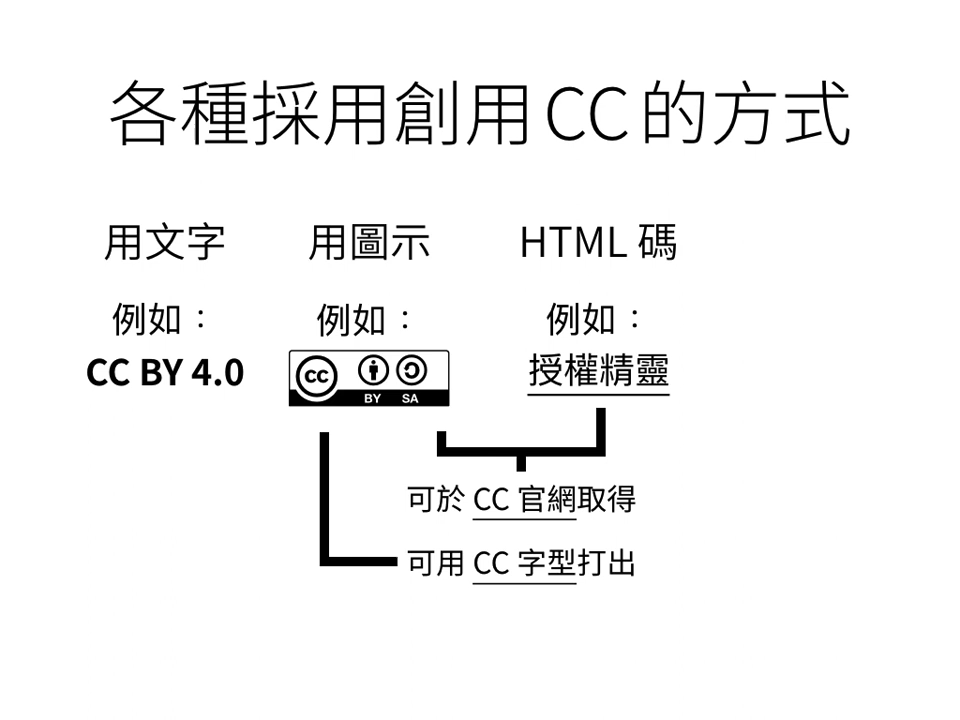 各種採用創用 CC 的方式
用文字
例如：
CC BY 4.0
用圖示
例如：
cc BY SA
HTML 碼
例如：
授權精靈
可於 CC 官網取得
可用 CC 字型打出